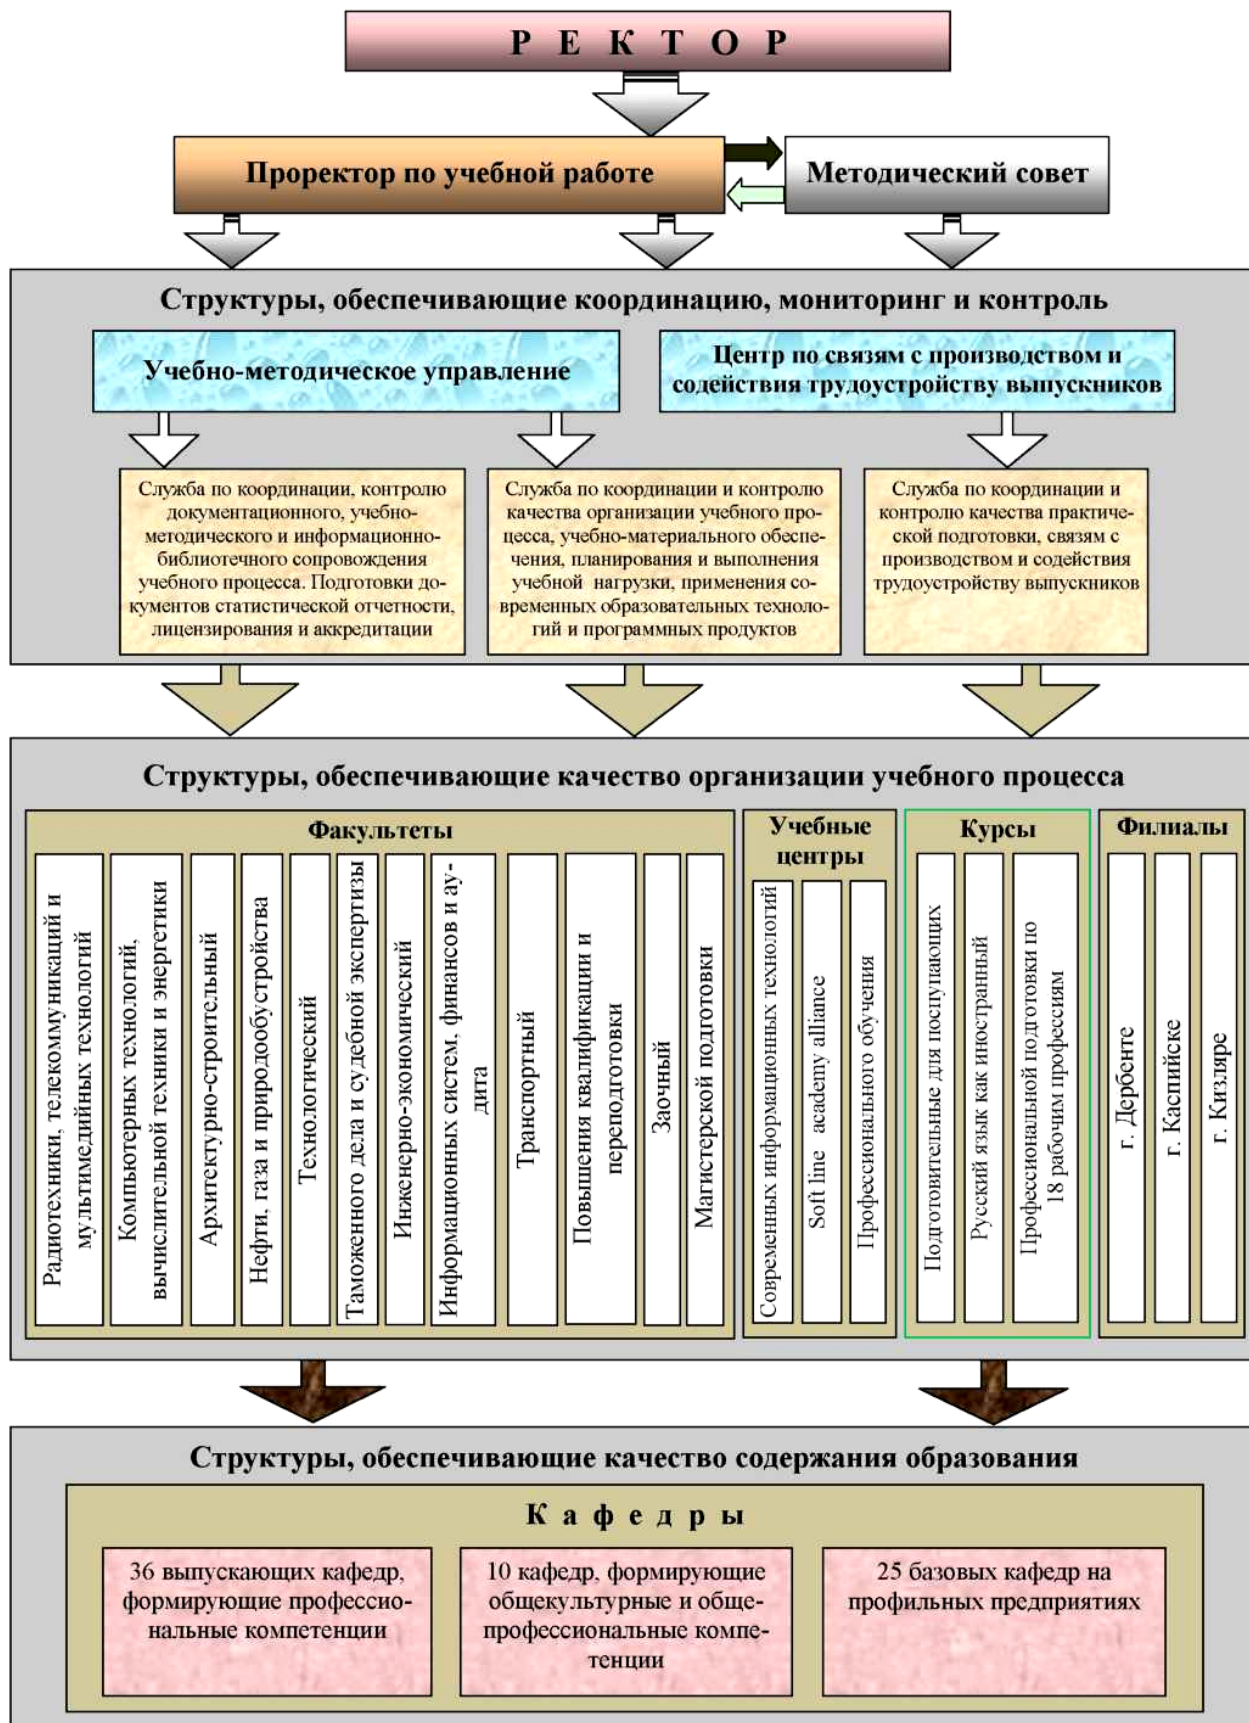 Р Е К Т О Р
Проректор по учебной работе
Методический совет
Структуры, обеспечивающие координацию, мониторинг и контроль
Учебно-методическое управление
Центр по связям с производством и
содействия трудоустройству выпускников
Служба по координации, контролю
документационного, учебно-
методического и информационно-
библиотечного сопровождения
учебного процесса. Подготовки до-
кументов статистической отчетности,
лицензирования и аккредитации
Служба по координации и контролю
качества организации учебного про-
цесса, учебно-материального обеспе-
чения, планирования и выполнения
учебной нагрузки, применения со-
временных образовательных техноло-
гий и программных продуктов
Служба по координации и
контролю качества практиче-
ской подготовки, связям с
производством и содействия
трудоустройству выпускников
Структуры, обеспечивающие качество организации учебного процесса
Факультеты
Радиотехники, телекоммуникаций и
мультимедийных технологий
Компьютерных технологий,
вычислительной техники и энергетики
Архитектурно-строительный
Нефти, газа и природообустройства
Технологический
Таможенного дела и судебной экспертизы
Инженерно-экономический
Информационных систем, финансов и ау-
дита
Транспортный
Повышения квалификации и
переподготовки
Заочный
Магистерской подготовки
Учебные
центры
Современных информационных технологий
Soft line academy alliance
Профессионального обучения
Курсы
Подготовительные для поступающих
Русский язык как иностранный
Профессиональной подготовки по
18 рабочим профессиям
Филиалы
г. Дербенте
г. Каспийске
г. Кизляре
Структуры, обеспечивающие качество содержания образования
К а ф е д р ы
36 выпускающих кафедр,
формирующие профессио-
нальные компетенции
10 кафедр, формирующие
общекультурные и обще-
профессиональные компе-
тенции
25 базовых кафедр на
профильных предприятиях